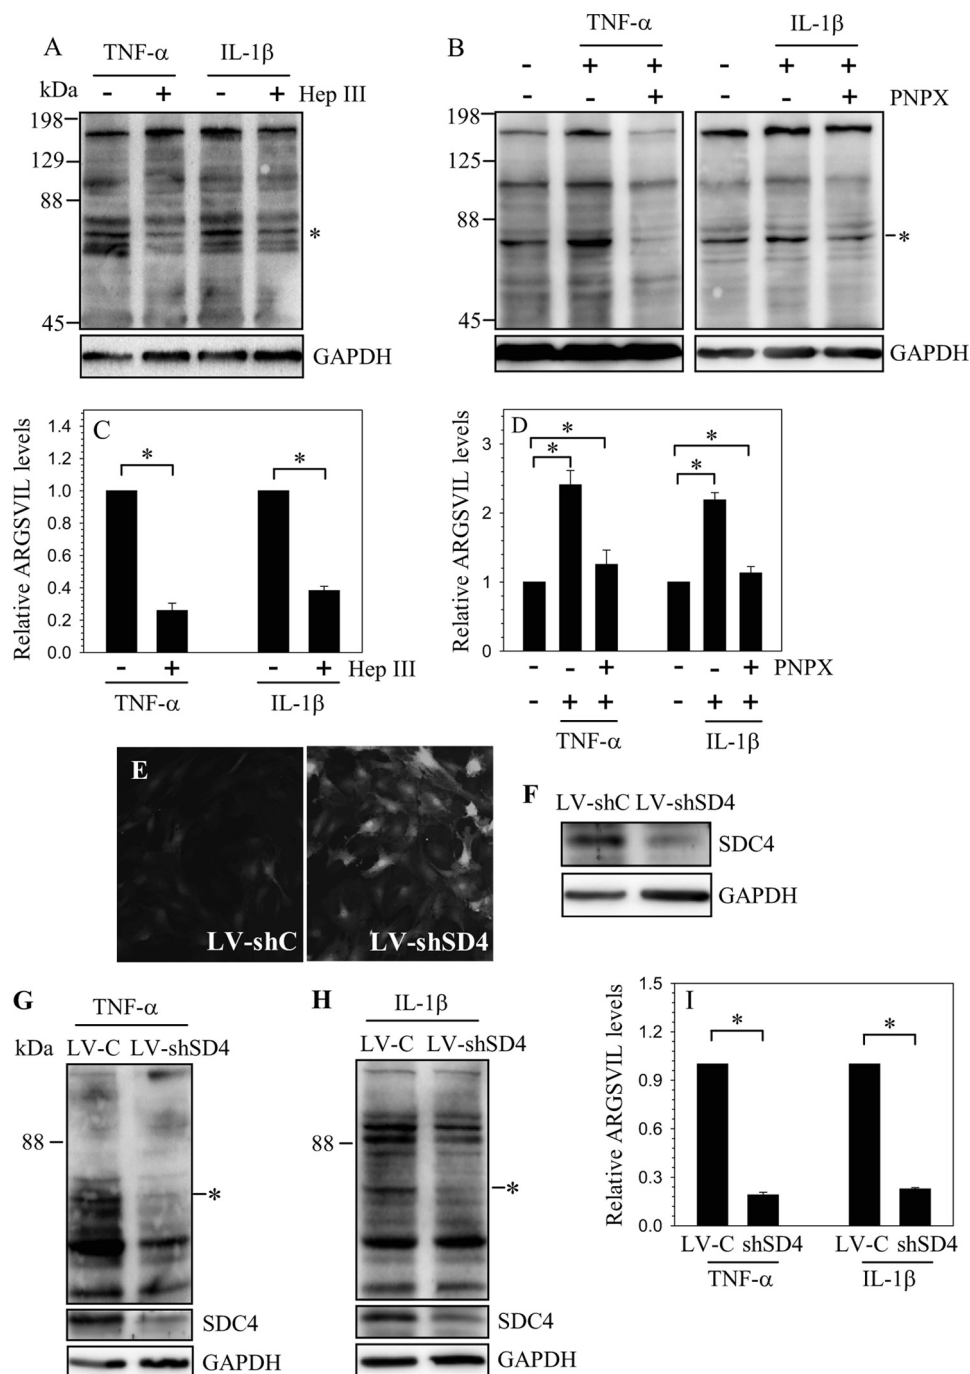 A
TNF-α IL-1β
kDa - + - + Hep III
198
129
88
*
45
GAPDH
B
TNF-α IL-1β
- + + - + +
- - + - - + PNPX
198
125
88
*
45
GAPDH
C
Relative ARGSVIL levels
1.4
1.2
1.0
0.8
0.6
0.4
0.2
0.0
* *
- + - + Hep III
TNF-α IL-1β
D
Relative ARGSVIL levels
3
2
1
0
* *
* *
- - + - - + PNPX
- + + - + +
TNF-α IL-1β
E
LV-shC LV-shSD4
F
LV-shC LV-shSD4
SDC4
GAPDH
G
TNF-α
kDa LV-C LV-shSD4
88
*
SDC4
GAPDH
H
IL-1β
LV-C LV-shSD4
88
*
SDC4
GAPDH
I
Relative ARGSVIL levels
1.5
1.2
0.9
0.6
0.3
0.0
* *
LV-C shSD4 LV-C shSD4
TNF-α IL-1β